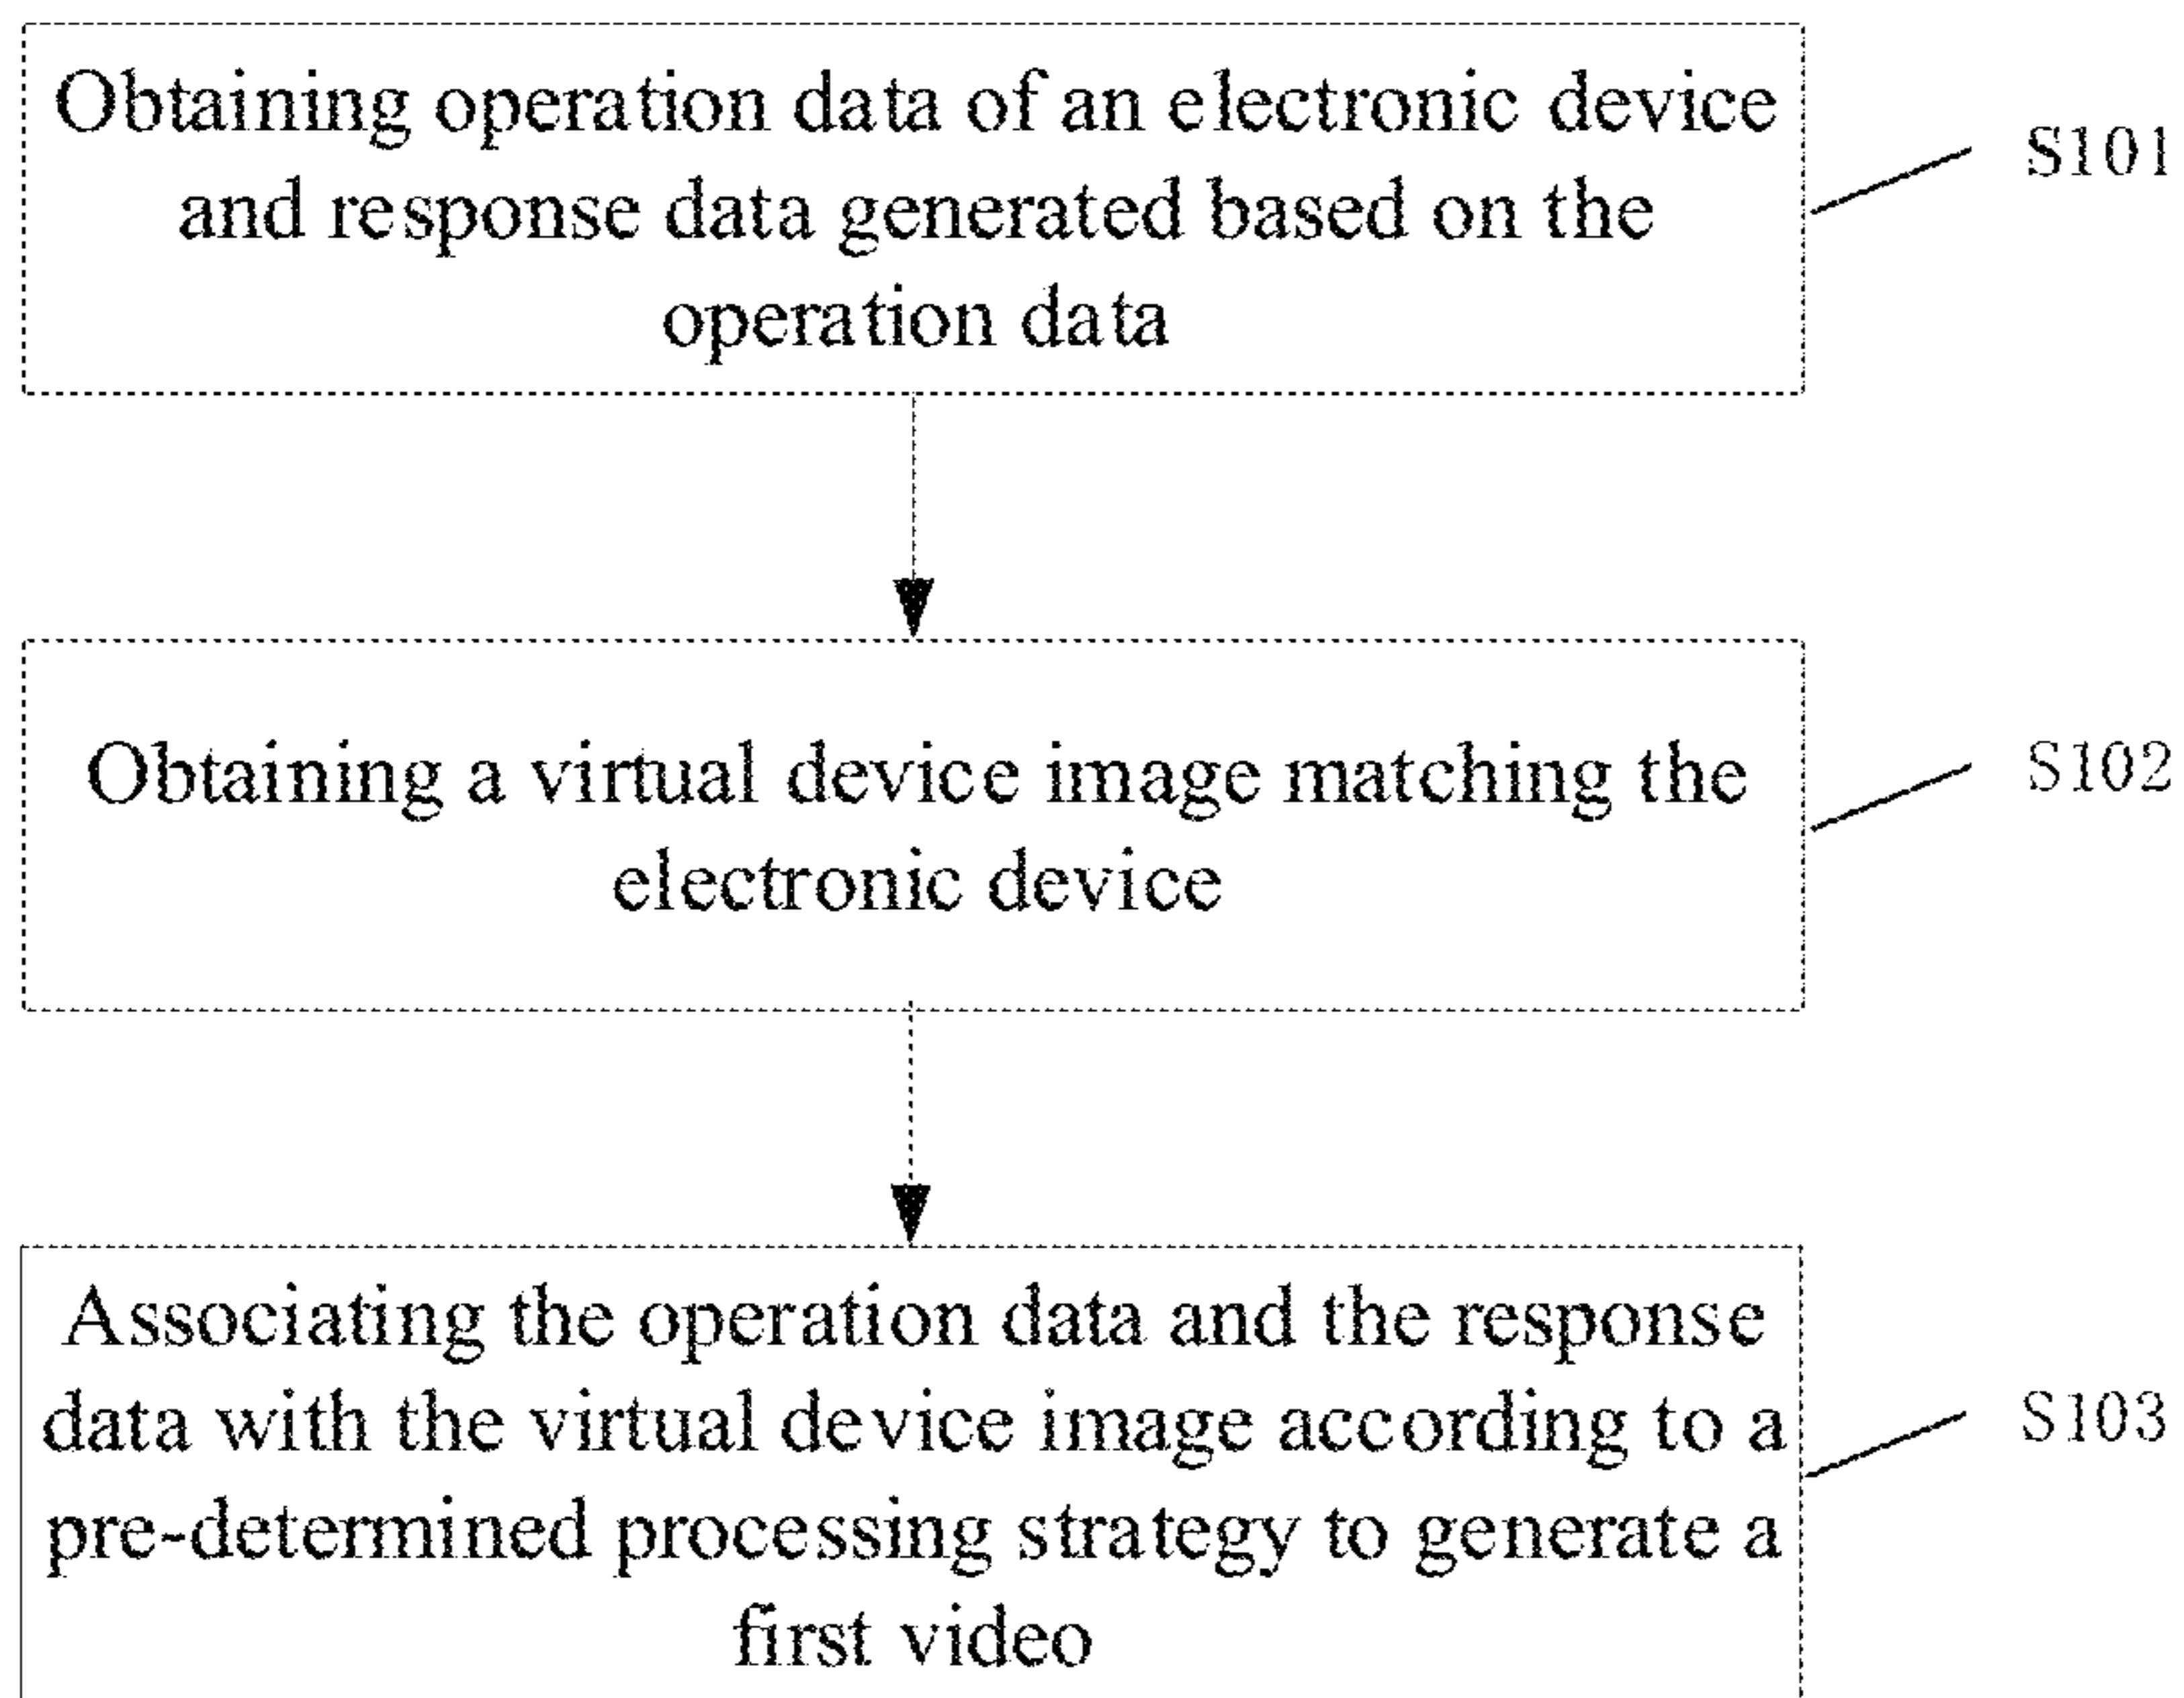 Obtaining operation data of an electronic device
and response data generated based on the
operation data
S101
Obtaining a virtual device image matching the
electronic device
S102
Associating the operation data and the response
data with the virtual device image according to a
pre-determined processing strategy to generate a
first video
S103